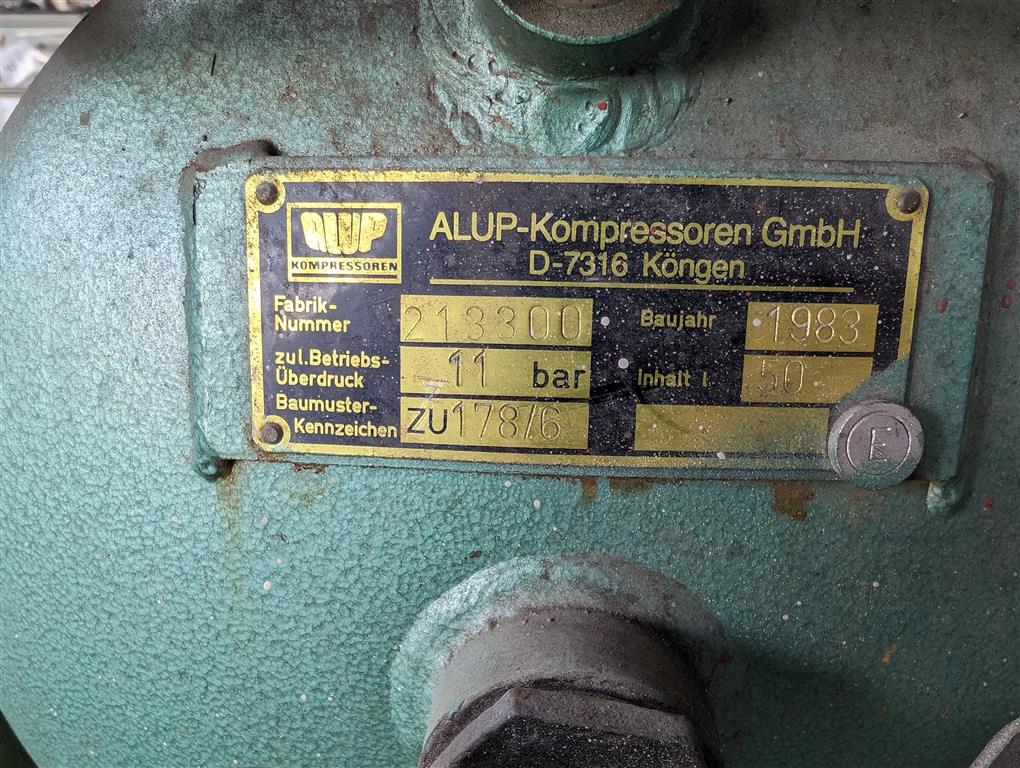 ALUP
KOMPRESSOREN
ALUP-Kompressoren GmbH
D-7316 Köngen
Fabrik-
Nummer 213300 Baujahr 1983
zul. Betriebs-
Überdruck 11 bar Inhalt l. 50
Baumuster-
Kennzeichen ZU178/6
E